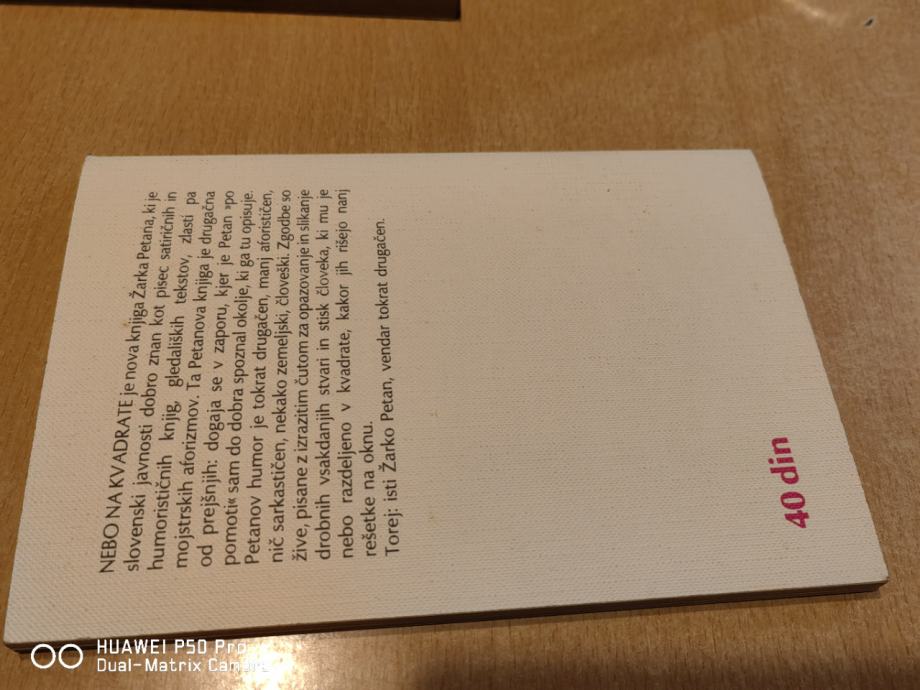 NEBO NA KVADRATE je nova knjiga Žarka Petana, ki je
slovenski javnosti dobro znan kot pisec satiričnih in
humorističnih knjig, gledaliških tekstov, zlasti pa
mojstrskih aforizmov. Ta Petanova knjiga je drugačna
od prejšnjih: dogaja se v zaporu, kjer je Petan »po
pomoti« sam do dobra spoznal okolje, ki ga tu opisuje.
Petanov humor je tokrat drugačen, manj aforističen,
nič sarkastičen, nekako zemeljski, človeški. Zgodbe so
žive, pisane z izrazitim čutom za opazovanje in slikanje
drobnih vsakdanjih stvari in stisk človeka, ki mu je
nebo razdeljeno v kvadrate, kakor jih rišejo nanj
rešetke na oknu.
Torej: isti Žarko Petan, vendar tokrat drugačen.
40 din
HUAWEI P50 Pro
Dual-Matrix Camera